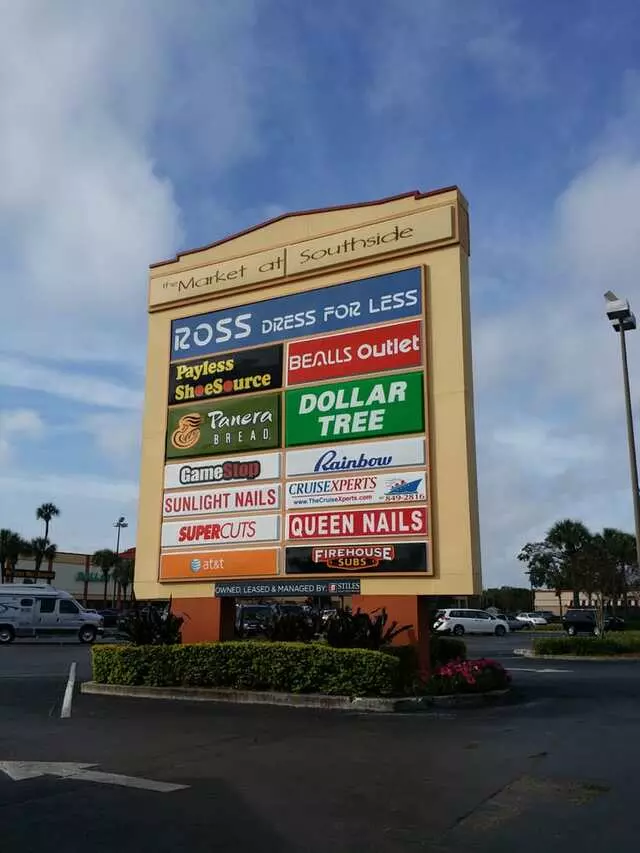 the Market at Southside
ROSS DRESS FOR LESS
Payless
ShoeSource
BEALLS Outlet
Panera
BREAD
DOLLAR
TREE
GameStop
Rainbow
SUNLIGHT NAILS
CRUISEXPERTS
www.TheCruiseXperts.com 849-2816
SUPERCUTS
QUEEN NAILS
at&t
FIREHOUSE
SUBS
OWNED, LEASED & MANAGED BY: STILES